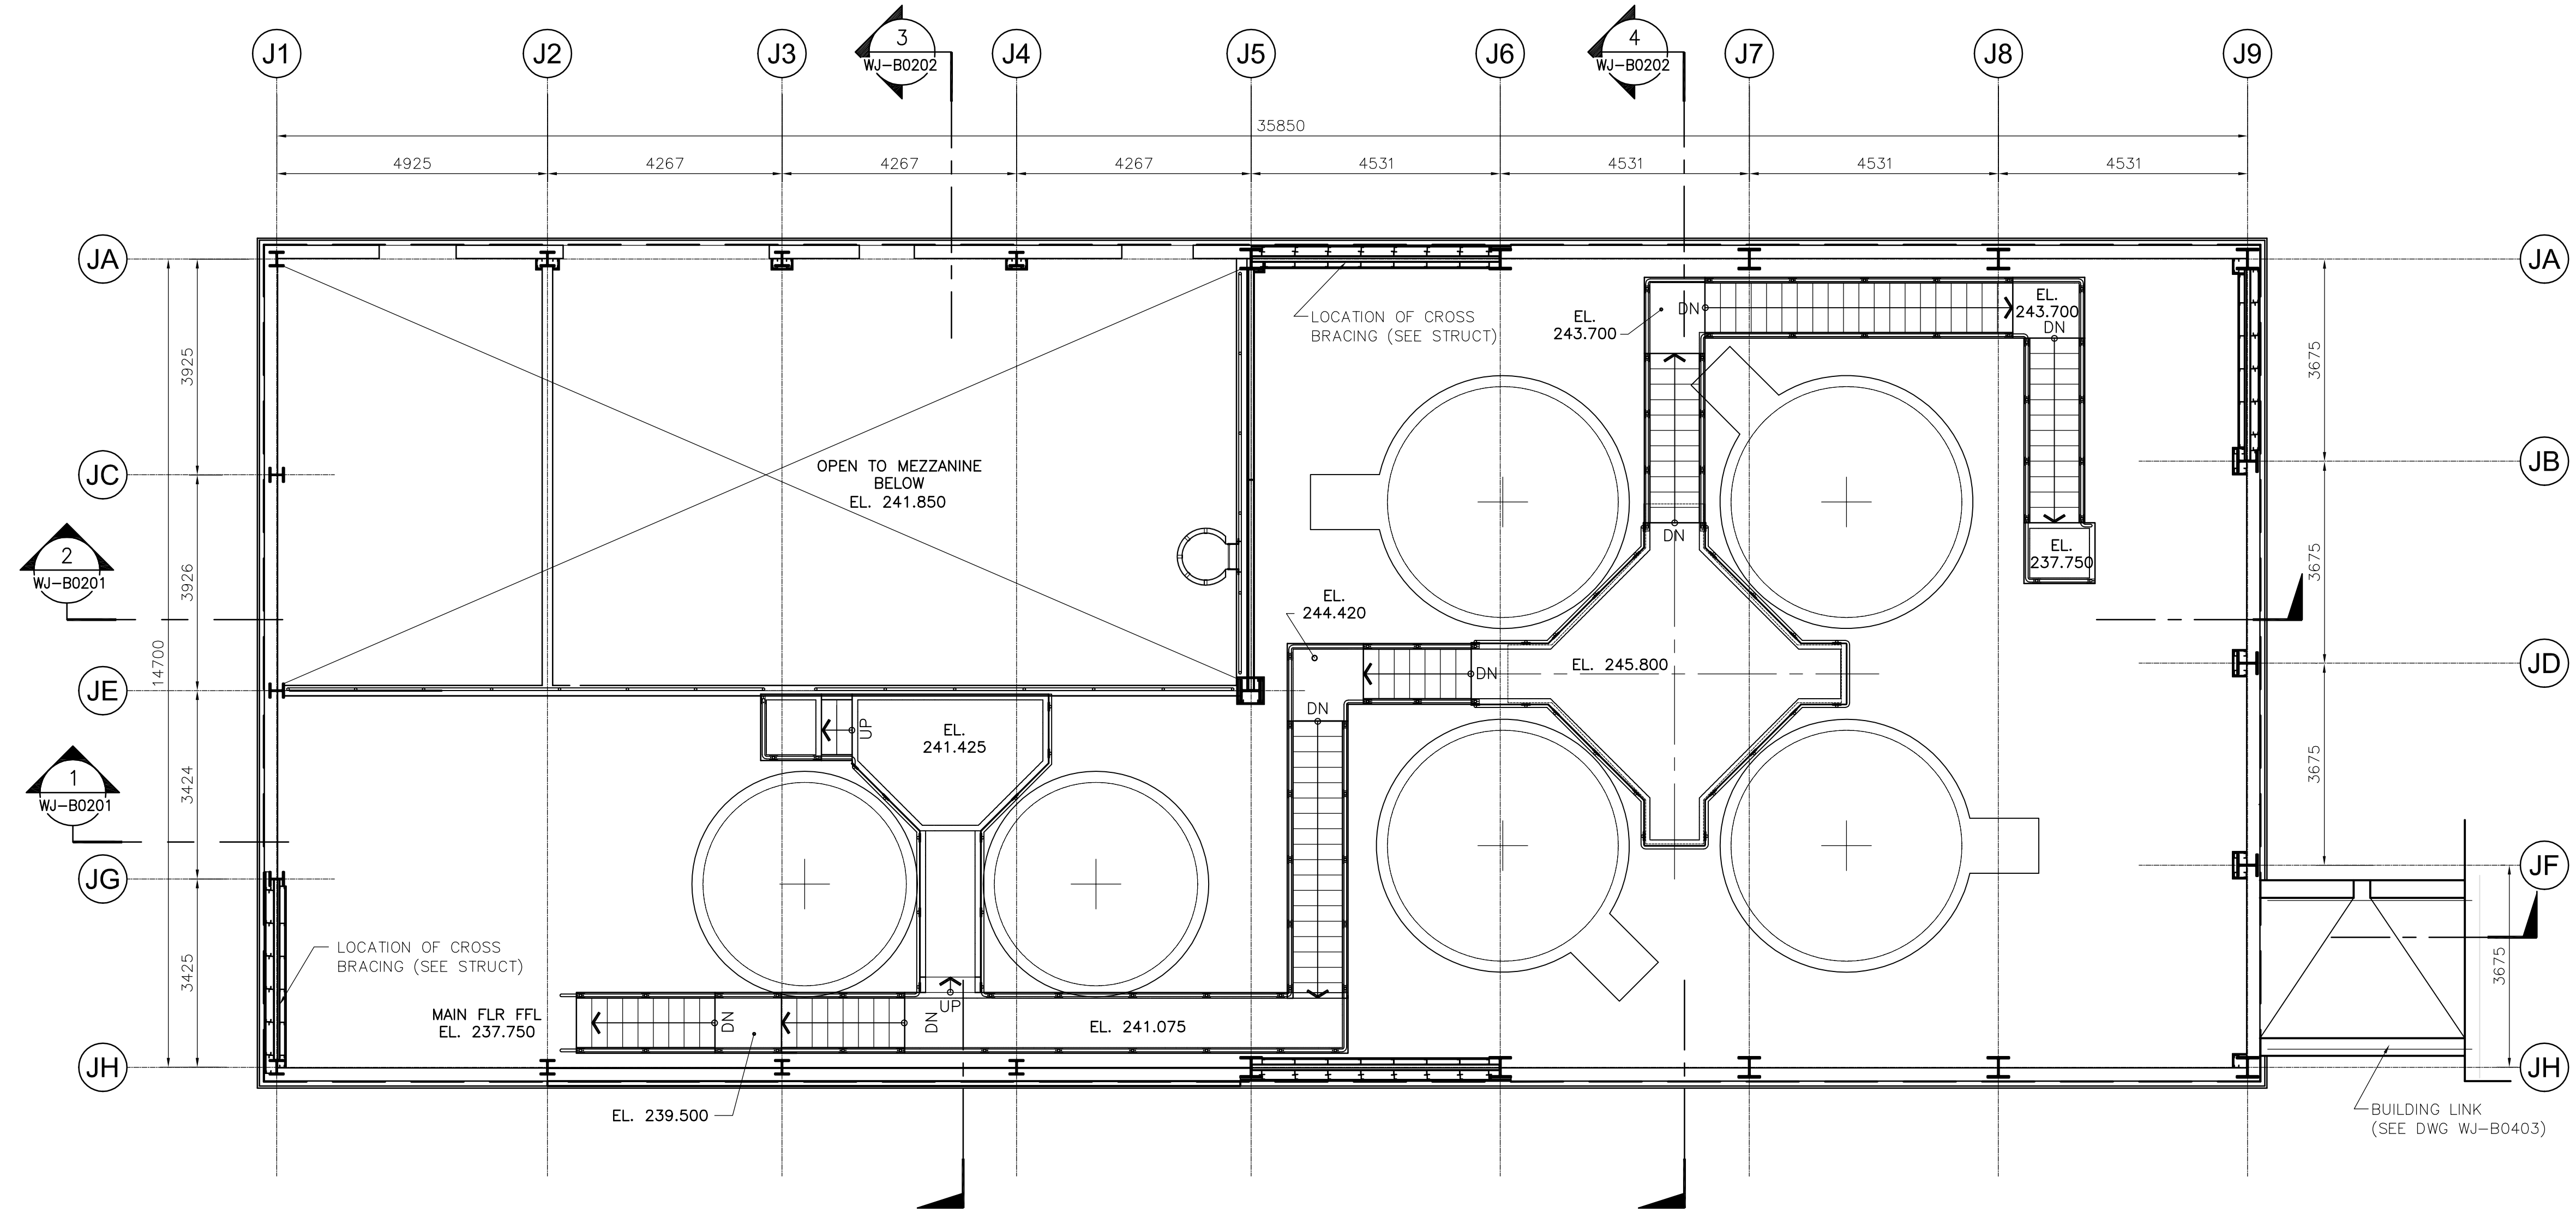 3
WJ-B0202
4
WJ-B0202
J1
J2
J3
J4
J5
J6
J7
J8
J9
35850
4925
4267
4267
4267
4531
4531
4531
4531
JA
JA
LOCATION OF CROSS
BRACING (SEE STRUCT)
EL.
243.700
DN
EL.
243.700
DN
3925
3675
JC
OPEN TO MEZZANINE
BELOW
EL. 241.850
JB
2
WJ-B0201
DN
EL.
237.750
3926
3675
14700
EL.
244.420
EL. 245.800
DN
JE
JD
DN
UP
EL.
241.425
1
WJ-B0201
3424
3675
JG
JF
LOCATION OF CROSS
BRACING (SEE STRUCT)
3425
3675
MAIN FLR FFL
EL. 237.750
DN
DN
UP
EL. 241.075
JH
JH
EL. 239.500
BUILDING LINK
(SEE DWG WJ-B0403)